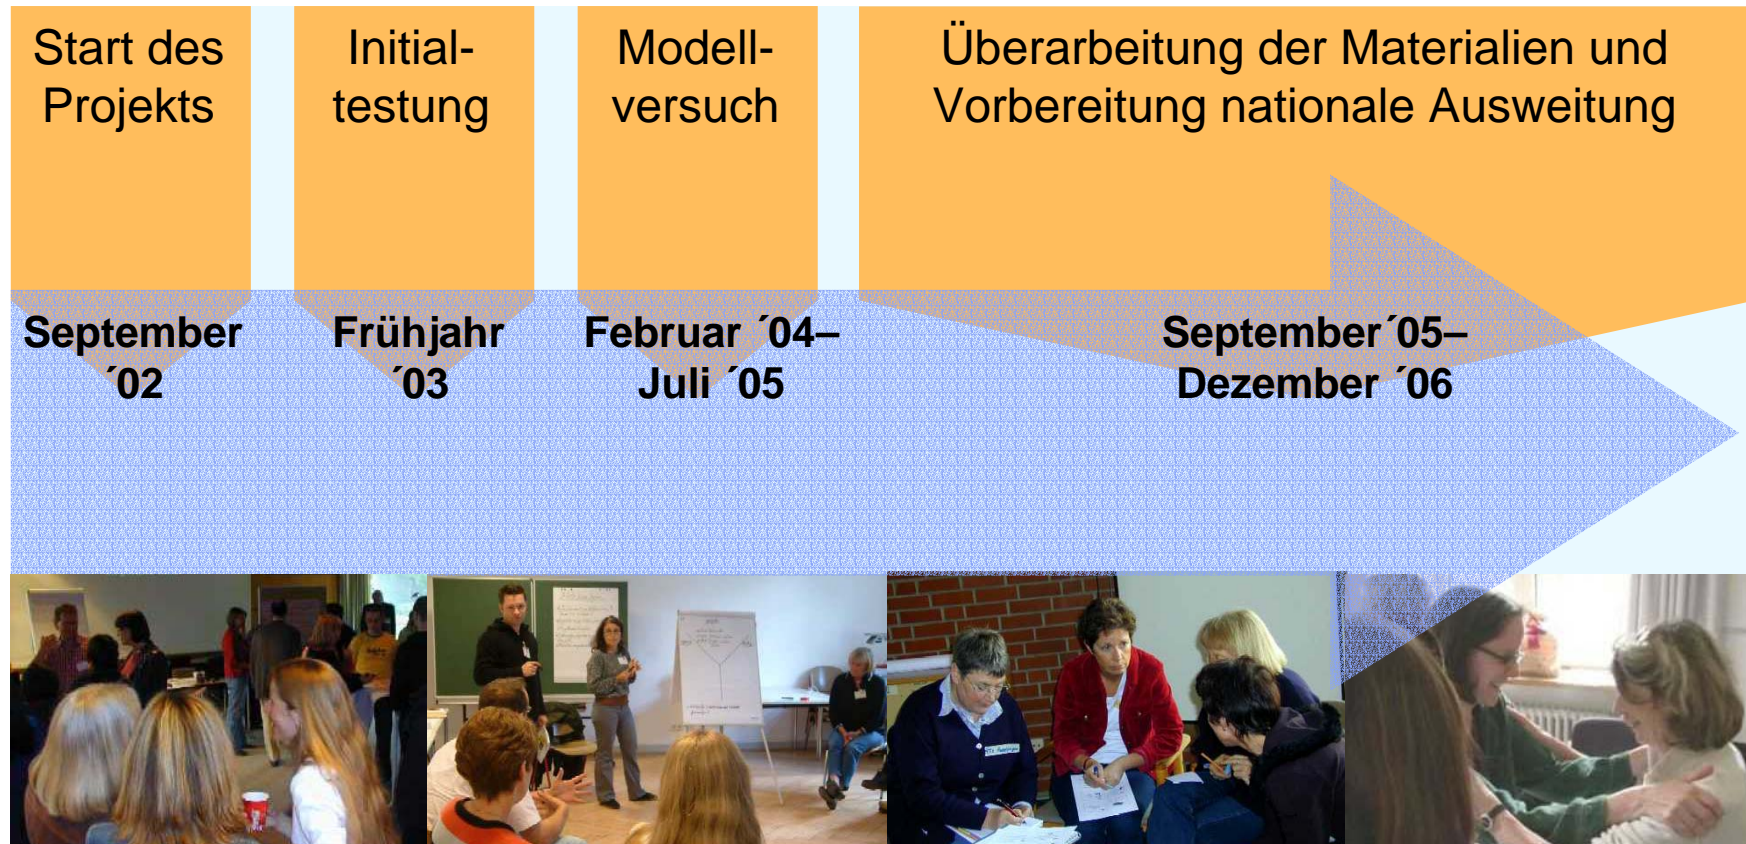 Start des
Projekts
Initial-
testung
Modell-
versuch
Überarbeitung der Materialien und
Vorbereitung nationale Ausweitung
September
´02
Frühjahr
´03
Februar ´04–
Juli ´05
September´05–
Dezember ´06